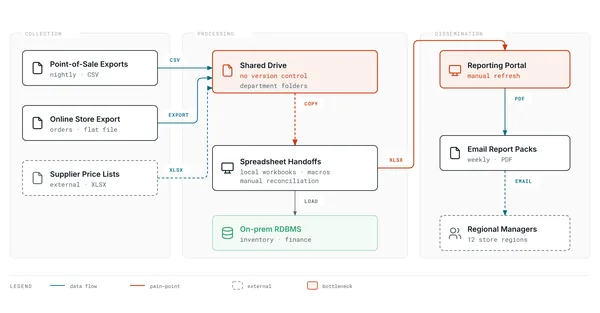 COLLECTION
PROCESSING
DISSEMINATION
Point-of-Sale Exports
nightly · CSV
CSV
Shared Drive
no version control
department folders
Reporting Portal
manual refresh
Online Store Export
orders · flat file
EXPORT
COPY
PDF
Supplier Price Lists
external · XLSX
XLSX
Spreadsheet Handoffs
local workbooks · macros
manual reconciliation
XLSX
Email Report Packs
weekly · PDF
LOAD
EMAIL
On-prem RDBMS
inventory · finance
Regional Managers
12 store regions
LEGEND
data flow
pain-point
external
bottleneck